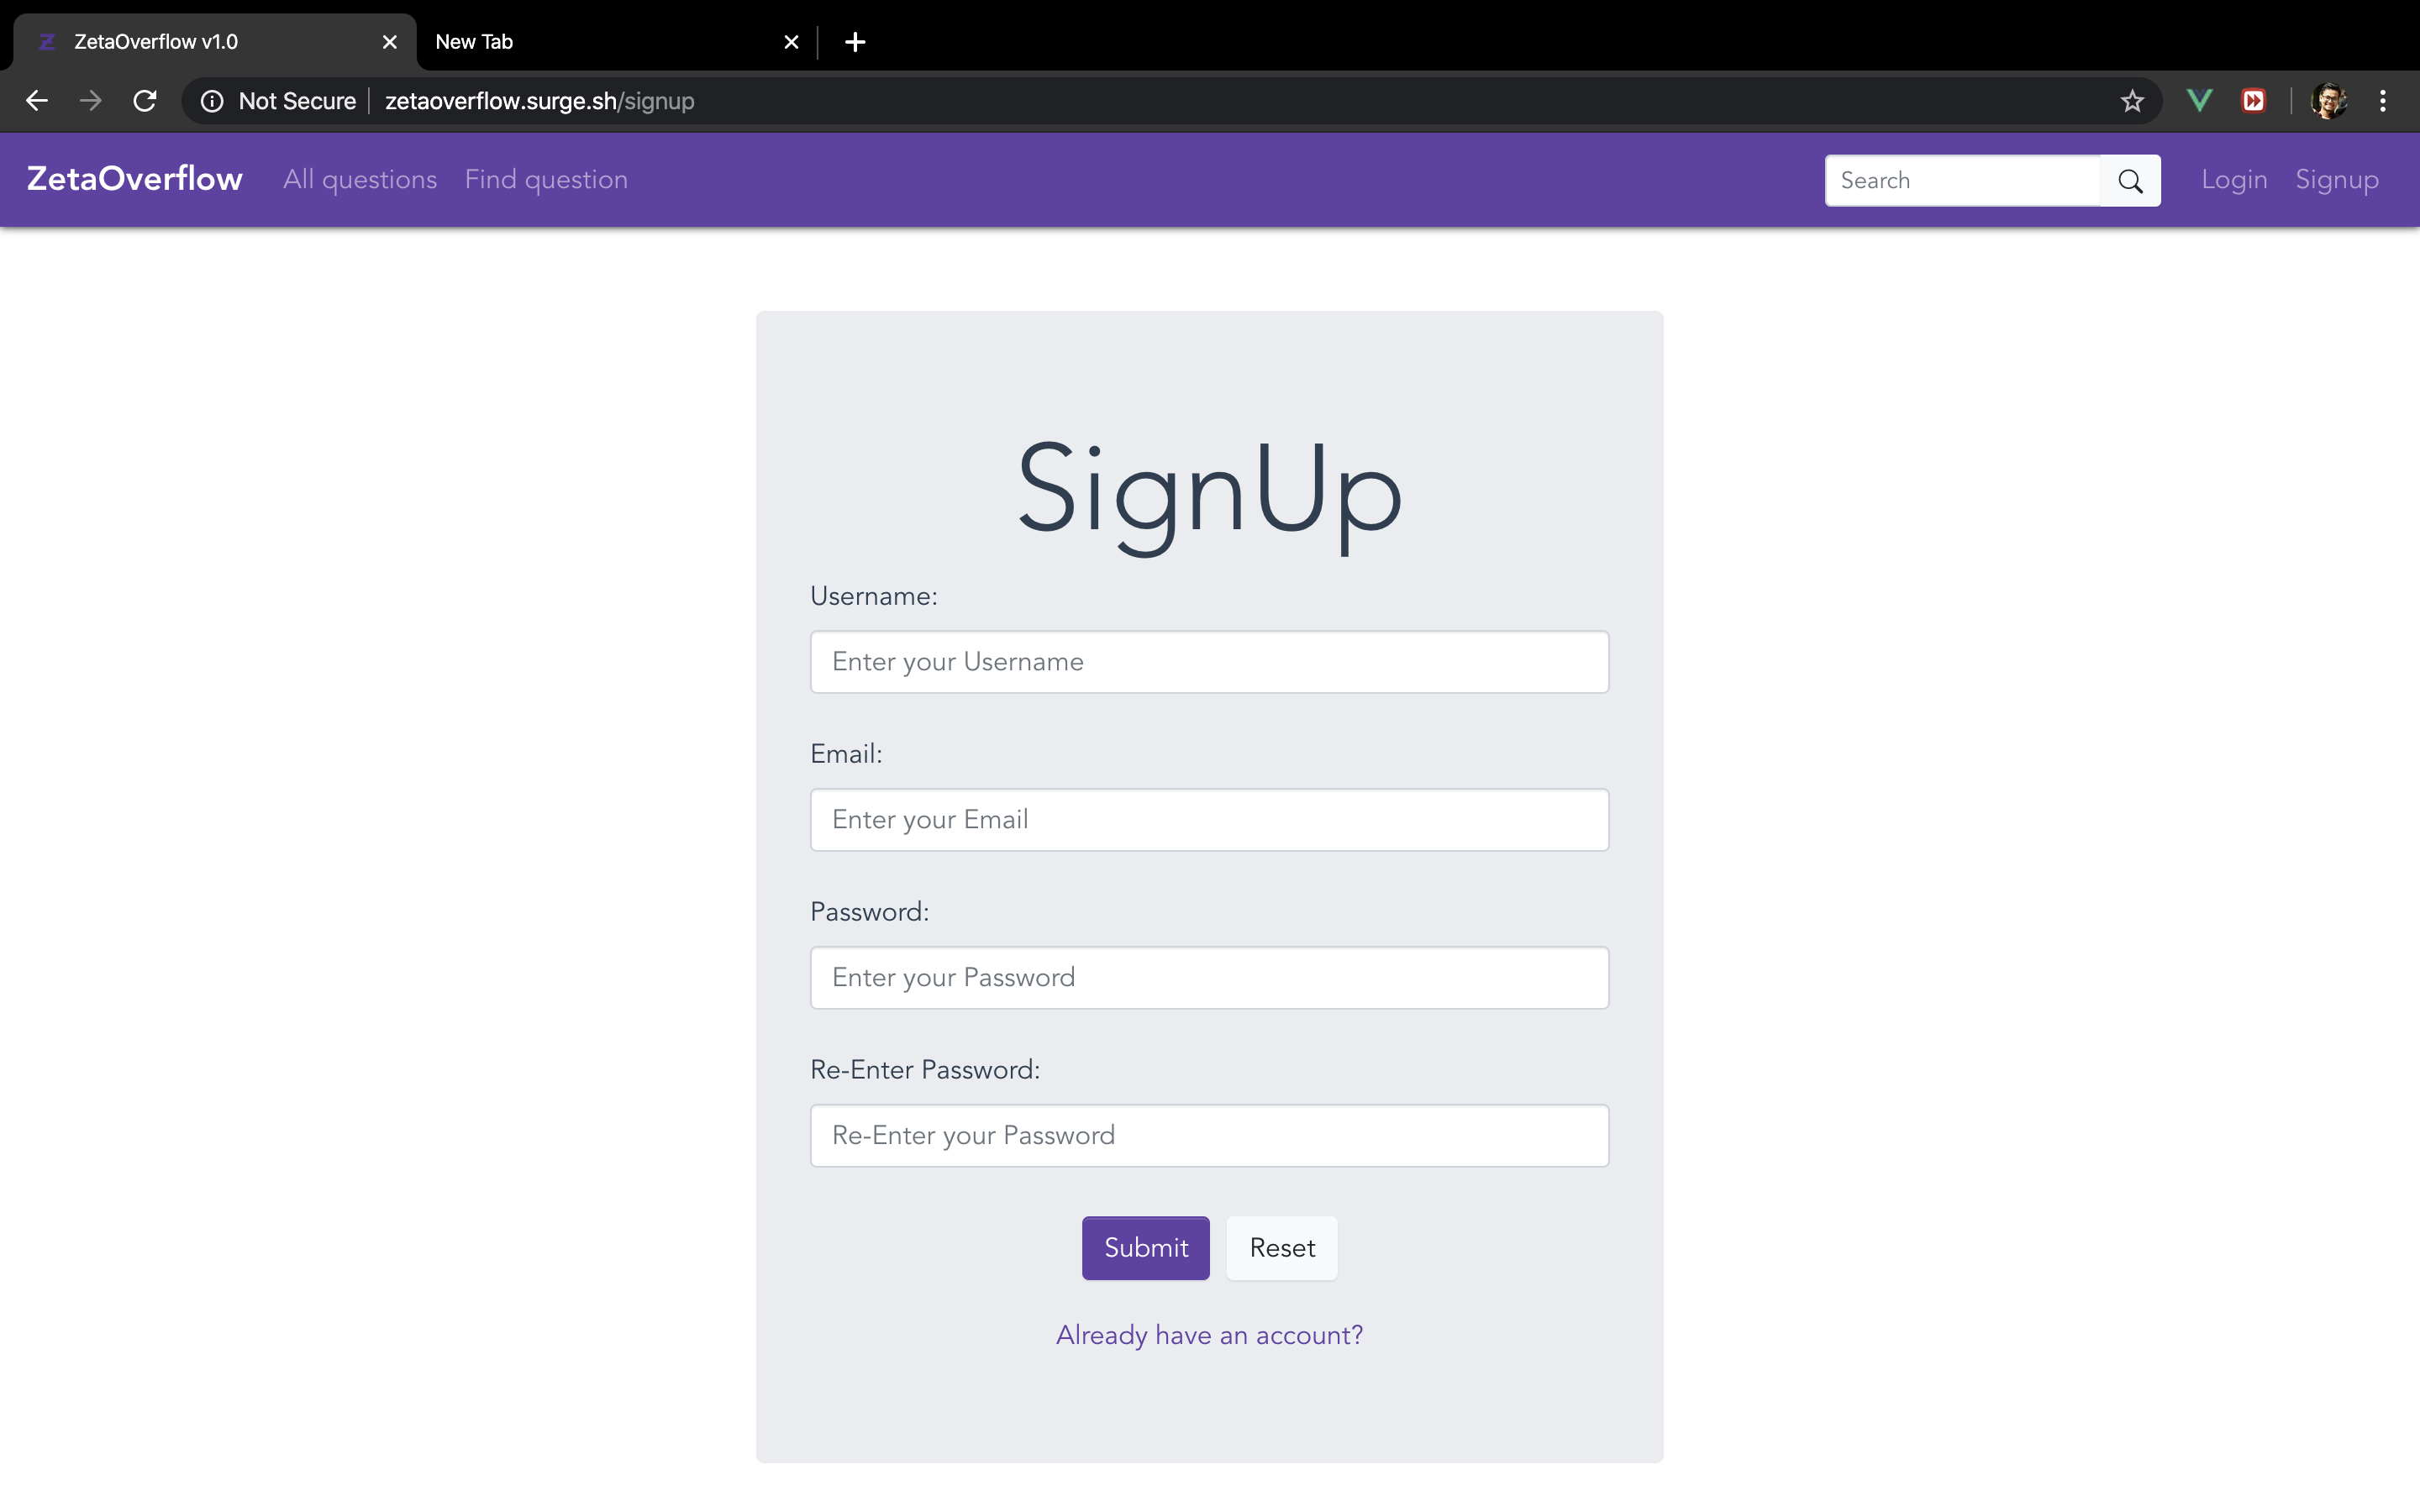 ZetaOverflow v1.0
New Tab
Not Secure
zetaoverflow.surge.sh/signup
ZetaOverflow
All questions
Find question
Search
Login
Signup
SignUp
Username:
Enter your Username
Email:
Enter your Email
Password:
Enter your Password
Re-Enter Password:
Re-Enter your Password
Submit
Reset
Already have an account?